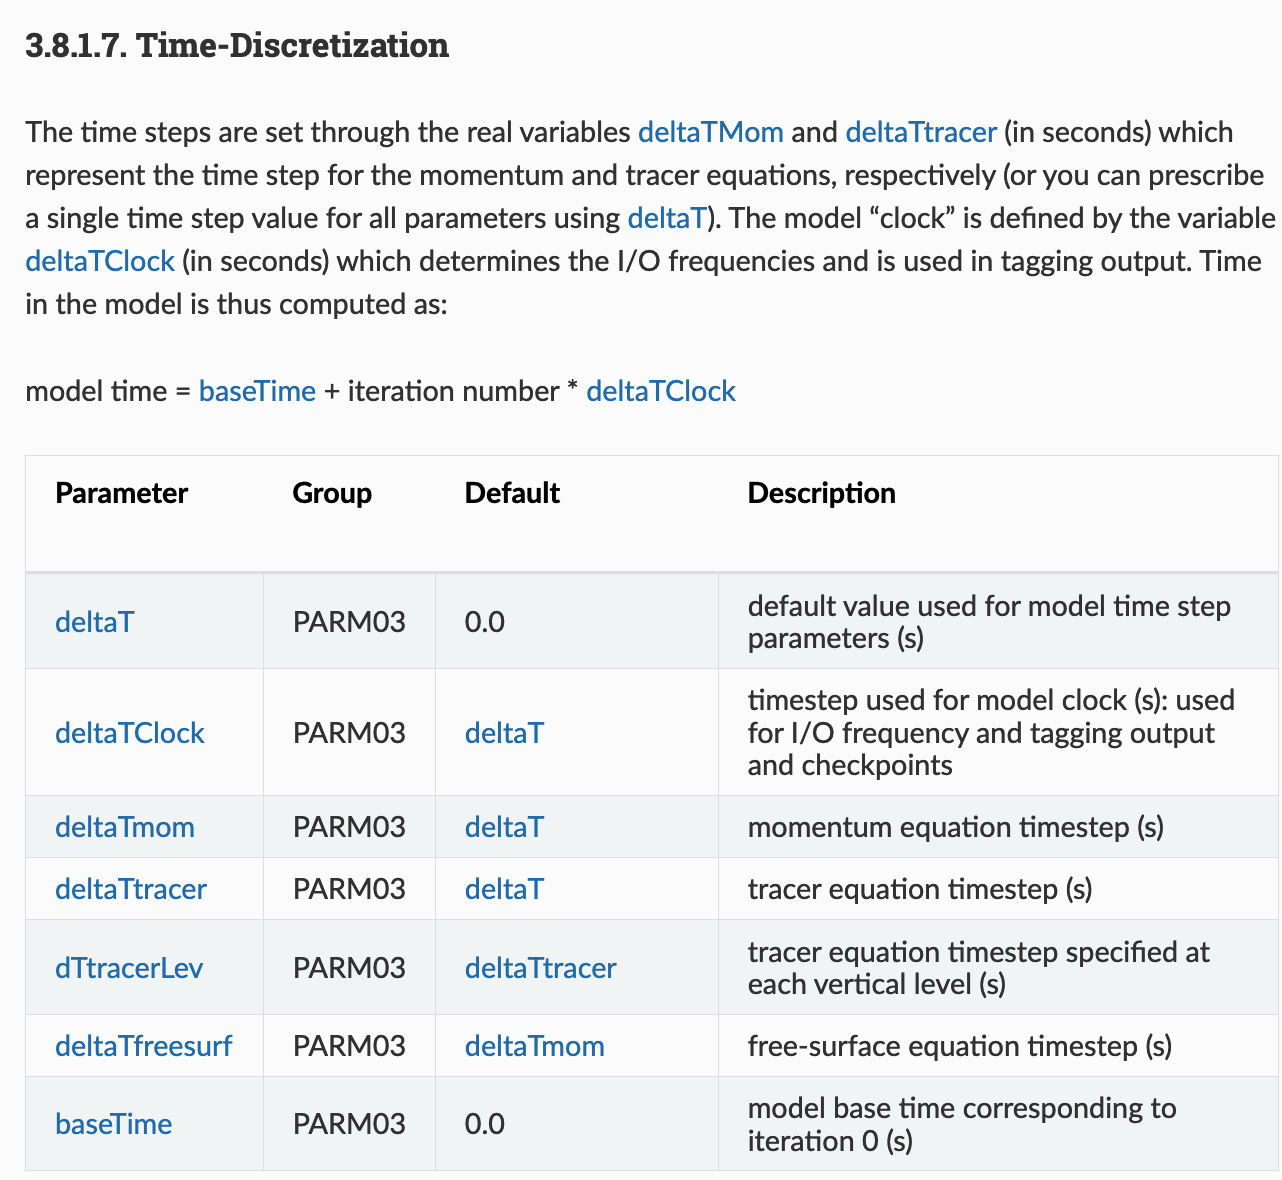 3.8.1.7. Time-Discretization
The time steps are set through the real variables deltaTMom and deltaTtracer (in seconds) which
represent the time step for the momentum and tracer equations, respectively (or you can prescribe
a single time step value for all parameters using deltaT). The model “clock” is defined by the variable
deltaTClock (in seconds) which determines the I/O frequencies and is used in tagging output. Time
in the model is thus computed as:
model time = baseTime + iteration number * deltaTClock
Parameter Group Default Description
deltaT PARM03 0.0 default value used for model time step
parameters (s)
deltaTClock PARM03 deltaT timestep used for model clock (s): used
for I/O frequency and tagging output
and checkpoints
deltaTmom PARM03 deltaT momentum equation timestep (s)
deltaTtracer PARM03 deltaT tracer equation timestep (s)
dTtracerLev PARM03 deltaTtracer tracer equation timestep specified at
each vertical level (s)
deltaTfreesurf PARM03 deltaTmom free-surface equation timestep (s)
baseTime PARM03 0.0 model base time corresponding to
iteration 0 (s)